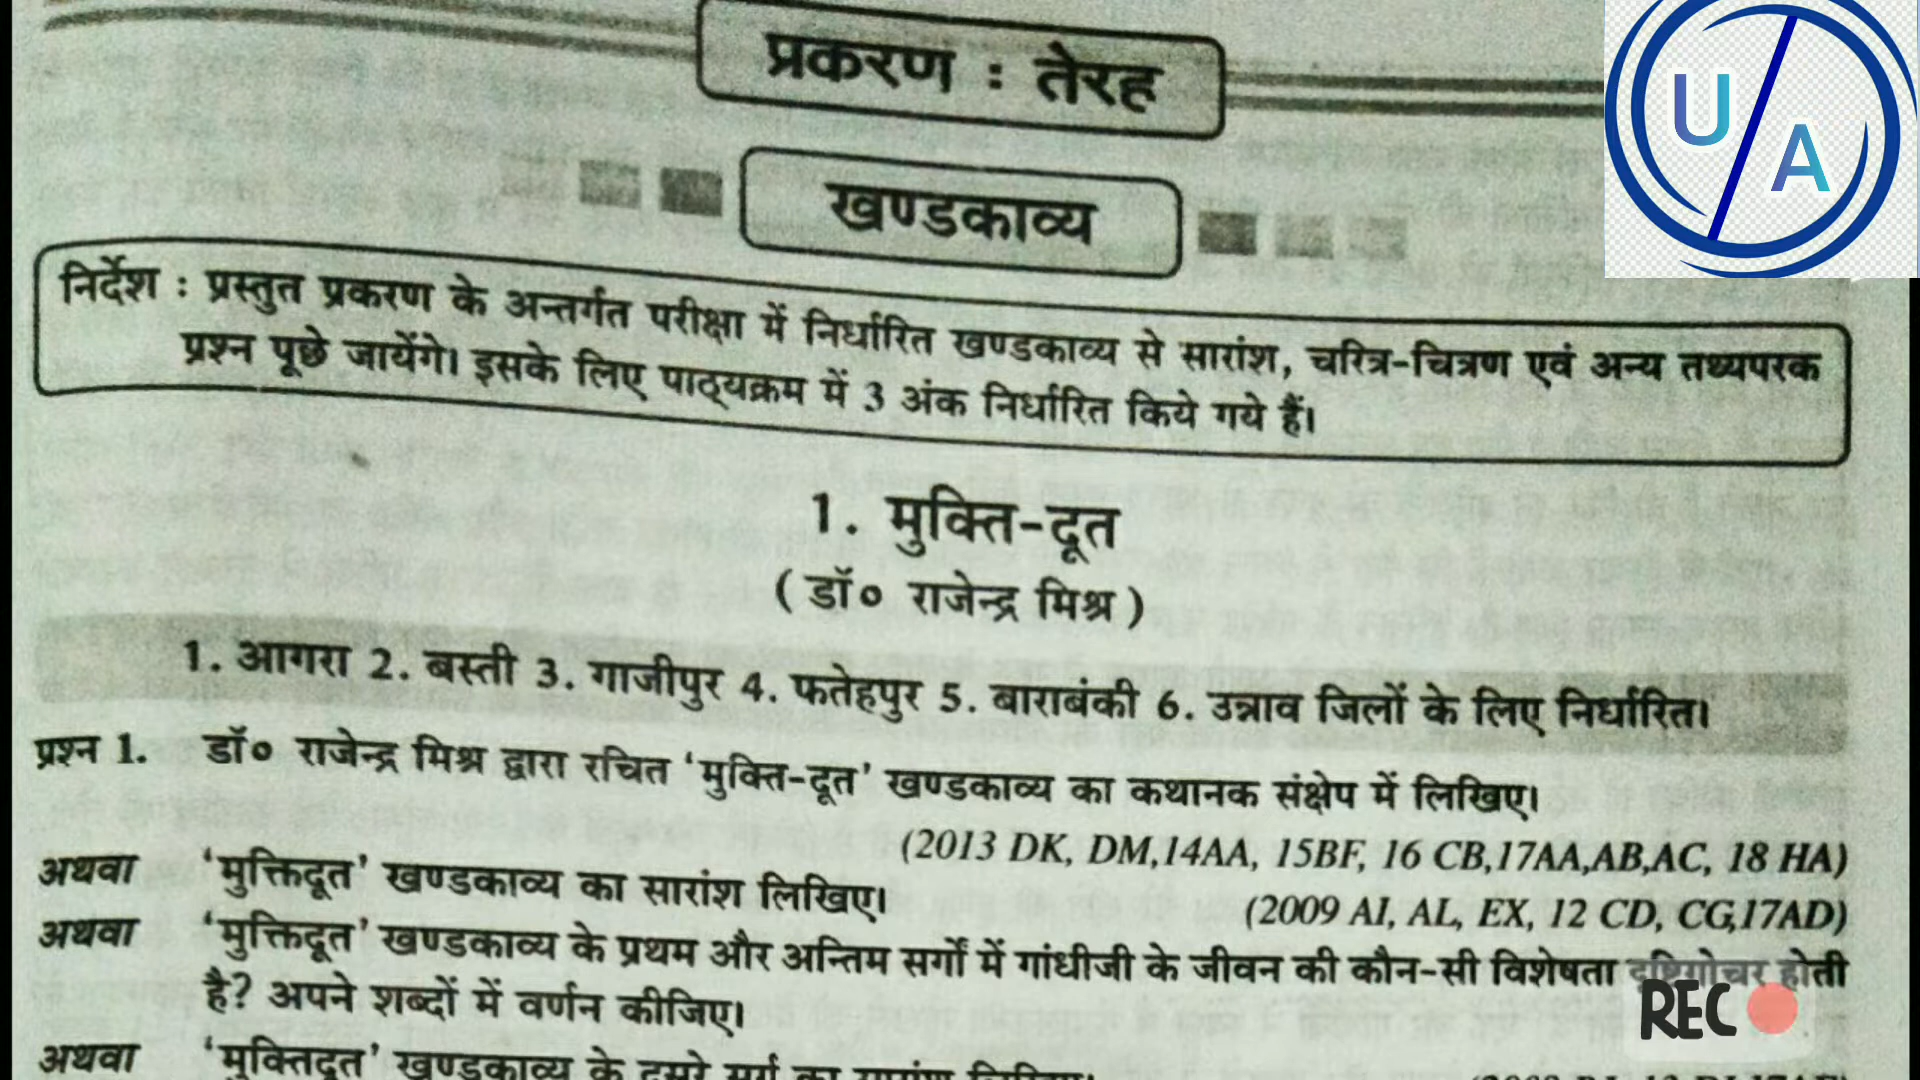 प्रकरण : तेरह
U/A
खण्डकाव्य
निर्देश : प्रस्तुत प्रकरण के अन्तर्गत परीक्षा में निर्धारित खण्डकाव्य से सारांश, चरित्र-चित्रण एवं अन्य तथ्यपरक
प्रश्न पूछे जायेंगे। इसके लिए पाठ्यक्रम में 3 अंक निर्धारित किये गये हैं।
1. मुक्ति-दूत
( डॉ० राजेन्द्र मिश्र )
1. आगरा 2. बस्ती 3. गाजीपुर 4. फतेहपुर 5. बाराबंकी 6. उन्नाव जिलों के लिए निर्धारित।
प्रश्न 1. डॉ० राजेन्द्र मिश्र द्वारा रचित ‘मुक्ति-दूत’ खण्डकाव्य का कथानक संक्षेप में लिखिए।
(2013 DK, DM,14AA, 15BF, 16 CB,17AA,AB,AC, 18 HA)
अथवा ‘मुक्तिदूत’ खण्डकाव्य का सारांश लिखिए।
(2009 AI, AL, EX, 12 CD, CG,17AD)
अथवा ‘मुक्तिदूत’ खण्डकाव्य के प्रथम और अन्तिम सर्गों में गांधीजी के जीवन की कौन-सी विशेषता दृष्टिगोचर होती
है? अपने शब्दों में वर्णन कीजिए।
REC
अथवा ‘मुक्तिदूत’ खण्डकाव्य के दूसरे सर्ग का सारांश लिखिए।